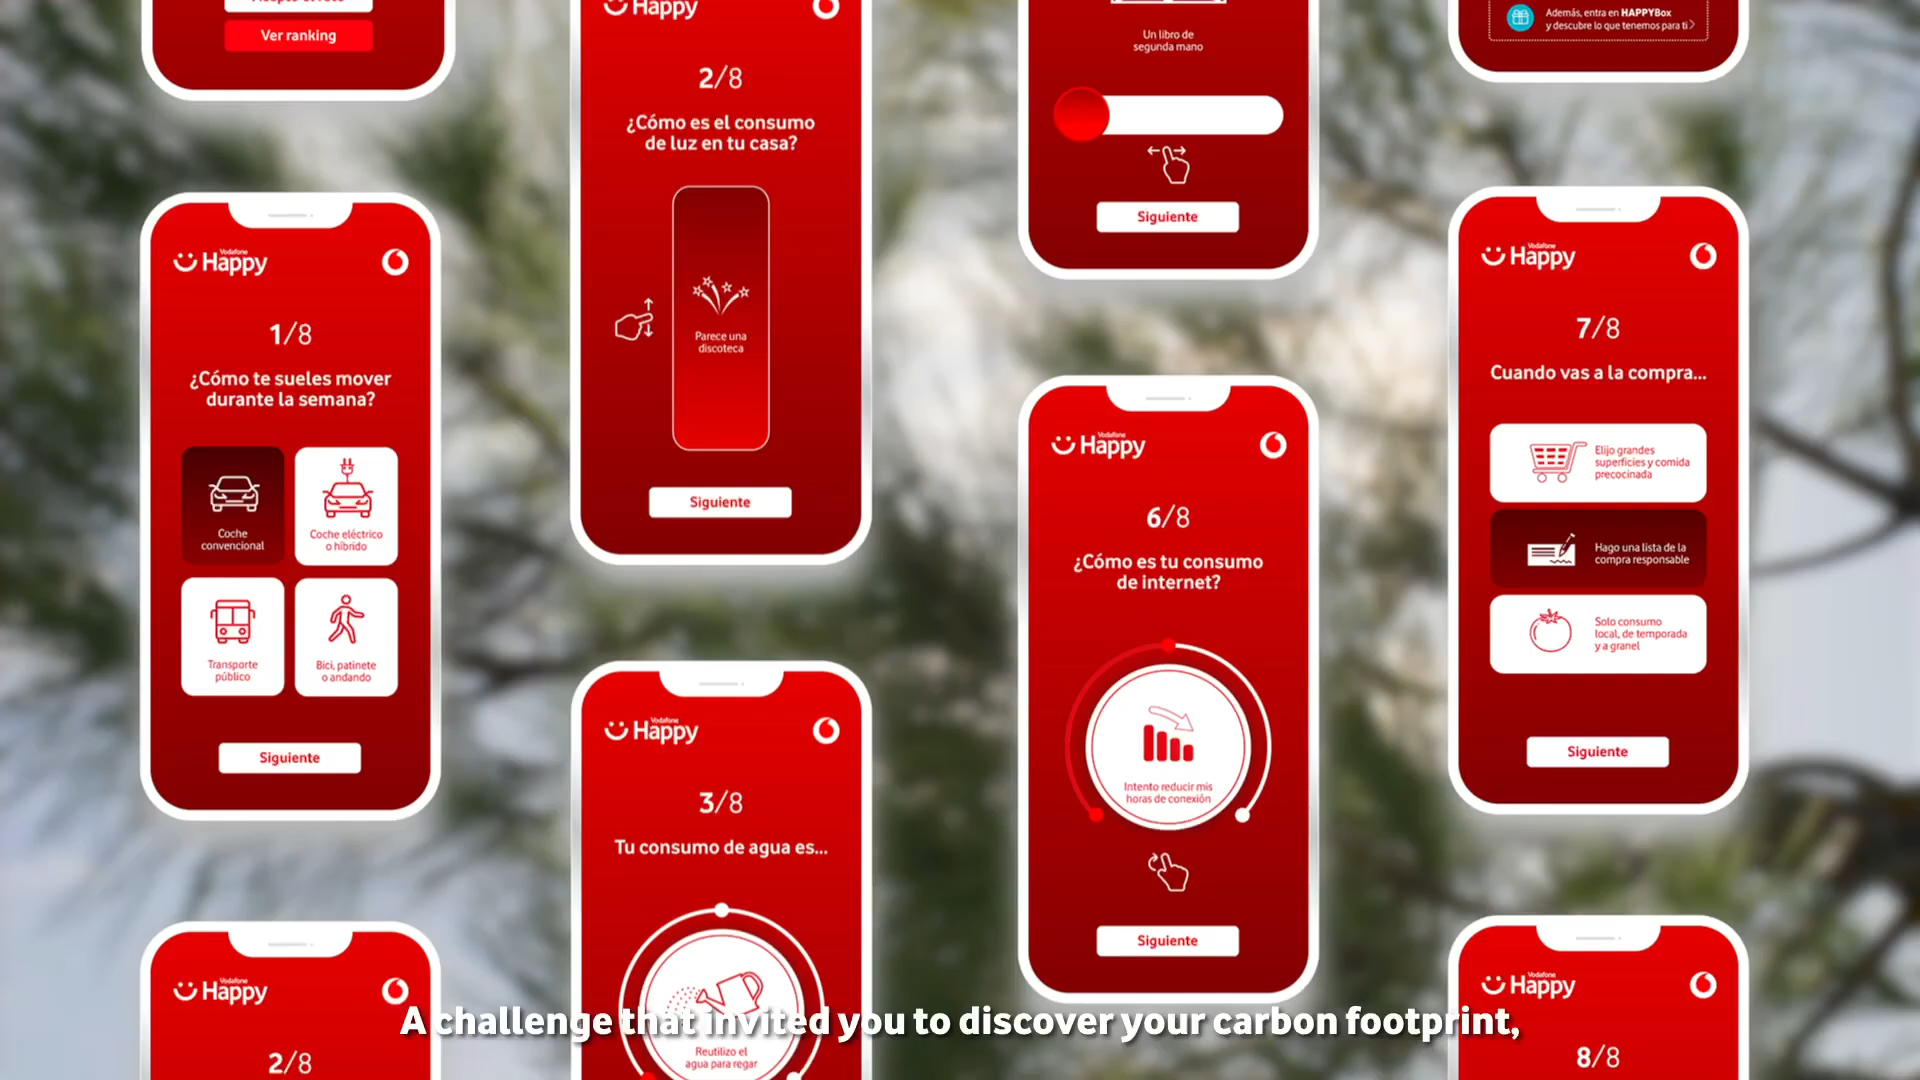 Ver ranking
Vodafone
Happy
1/8
¿Cómo te sueles mover
durante la semana?
Coche
convencional
Coche eléctrico
o híbrido
Transporte
público
Bici, patinete
o andando
Siguiente
Vodafone
Happy
2/8
Happy
2/8
¿Cómo es el consumo
de luz en tu casa?
Parece una
discoteca
Siguiente
Vodafone
Happy
3/8
Tu consumo de agua es...
Reutilizo el
agua para regar
Un libro de
segunda mano
Siguiente
Vodafone
Happy
6/8
¿Cómo es tu consumo
de internet?
Intento reducir mis
horas de conexión
Siguiente
Además, entra en HAPPYBox
y descubre lo que tenemos para ti
Vodafone
Happy
7/8
Cuando vas a la compra...
Elijo grandes
superficies y comida
precocinada
Hago una lista de la
compra responsable
Solo consumo
local, de temporada
y a granel
Siguiente
Vodafone
Happy
8/8
A challenge that invited you to discover your carbon footprint,